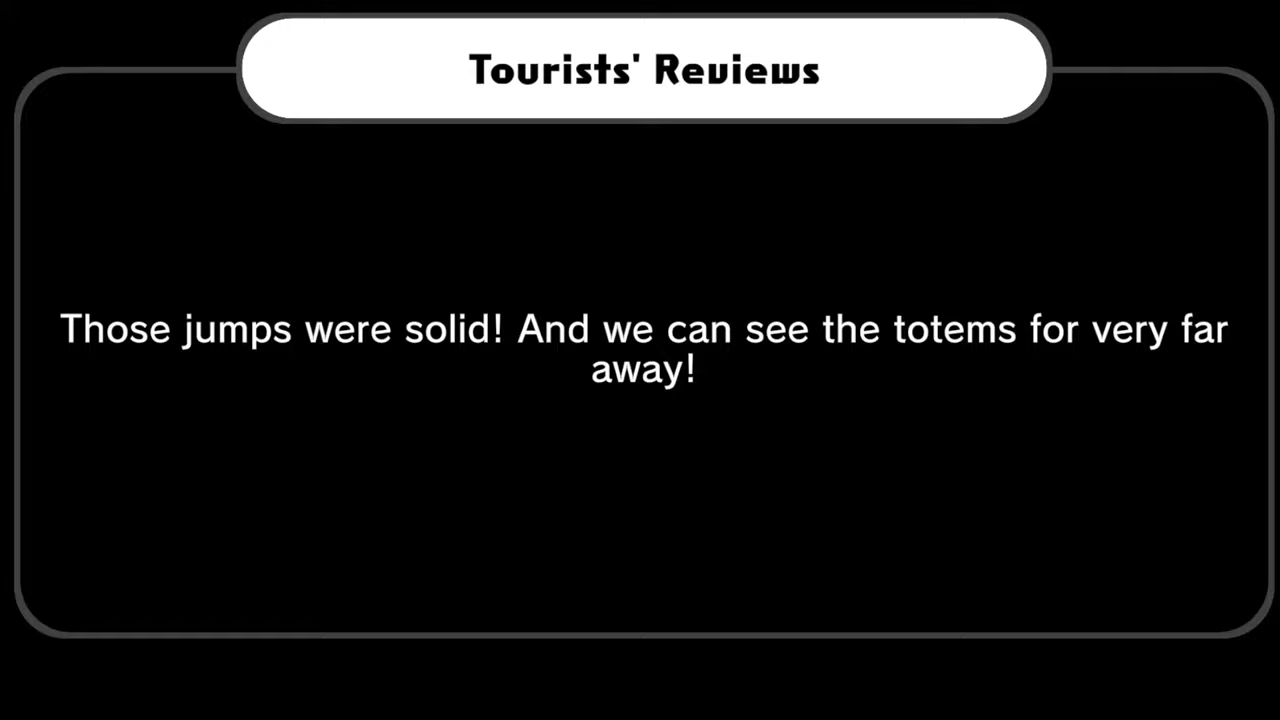 Tourists' Reviews
Those jumps were solid! And we can see the totems for very far
away!